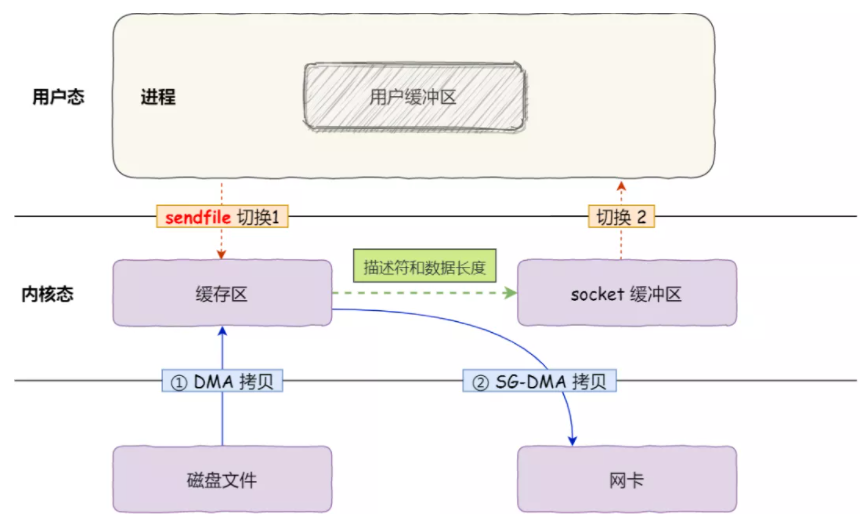 用户态
进程
用户缓冲区
sendfile 切换1
切换 2
内核态
缓存区
描述符和数据长度
socket 缓冲区
① DMA 拷贝
② SG-DMA 拷贝
磁盘文件
网卡